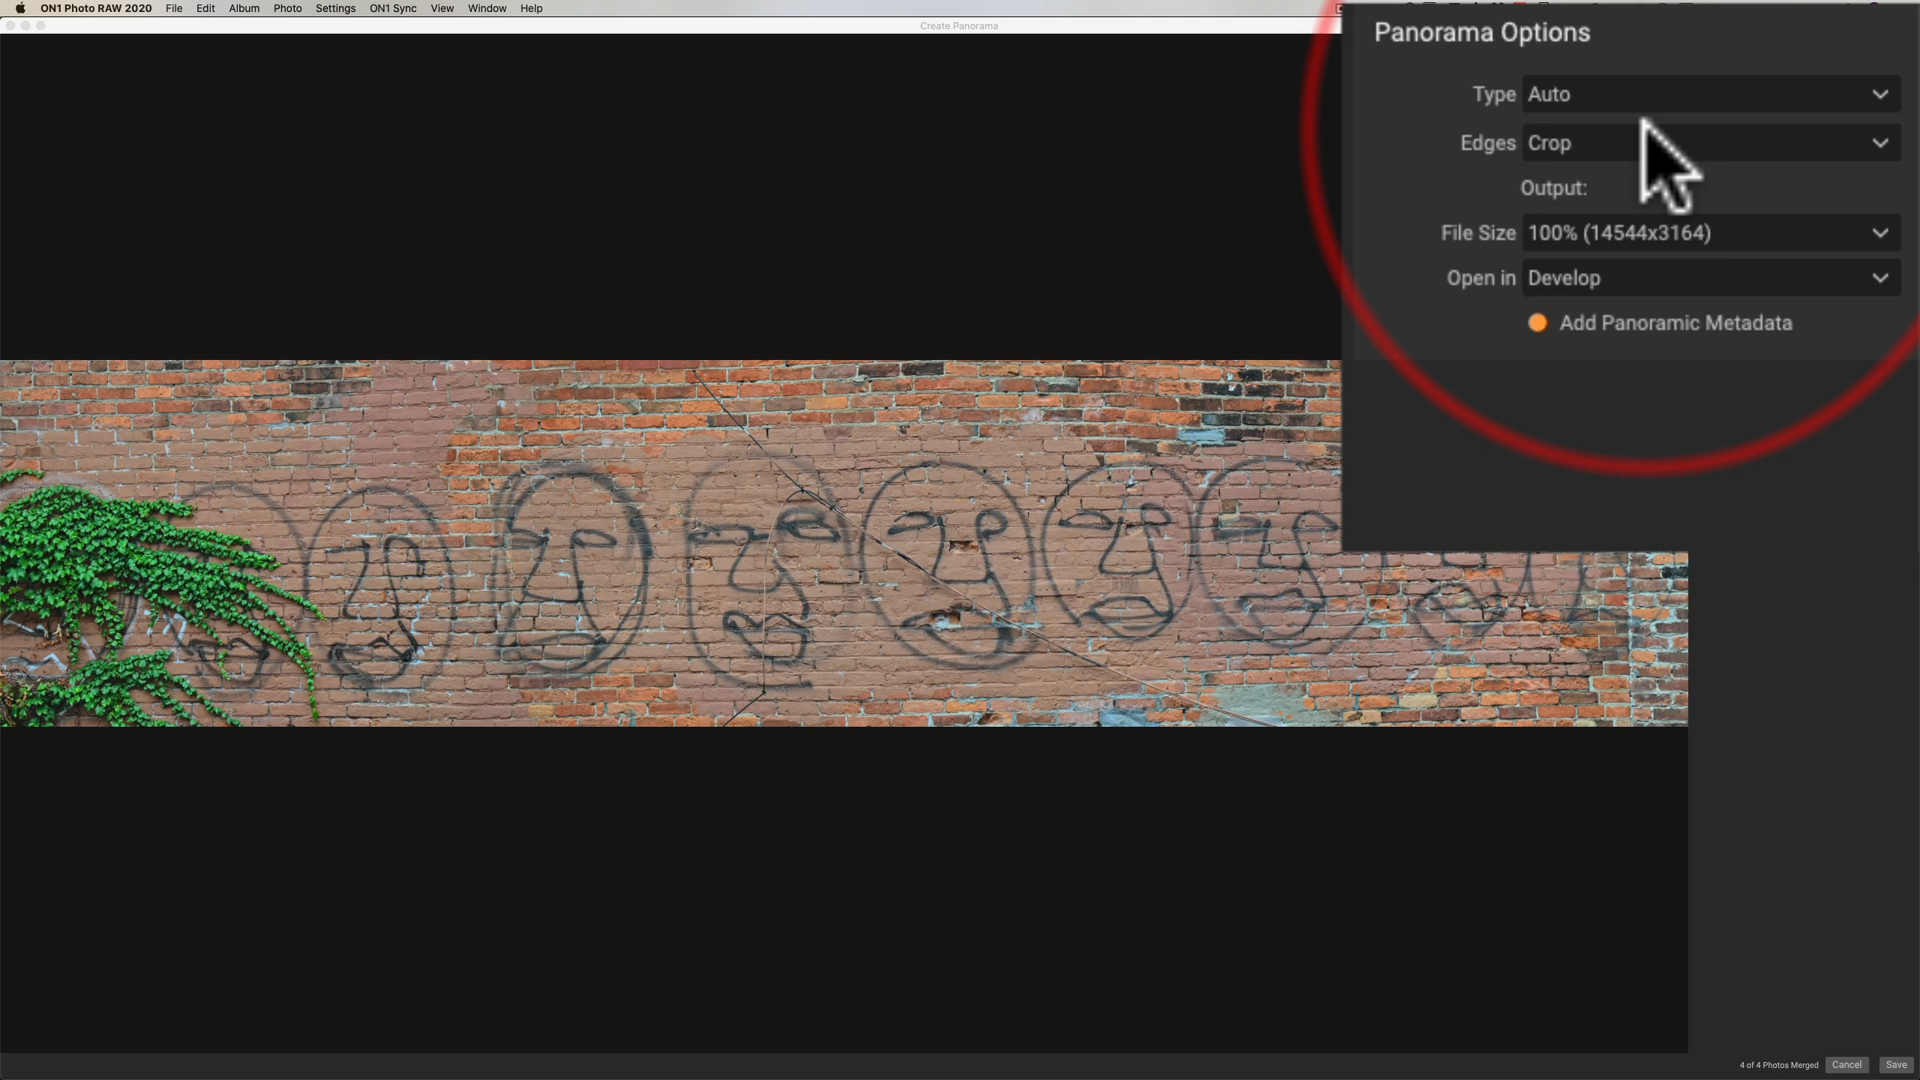 ON1 Photo RAW 2020 File Edit Album Photo Settings ON1 Sync View Window Help
Create Panorama
Panorama Options
Type Auto
Edges Crop
Output:
File Size 100% (14544x3164)
Open in Develop
Add Panoramic Metadata
4 of 4 Photos Merged Cancel Save